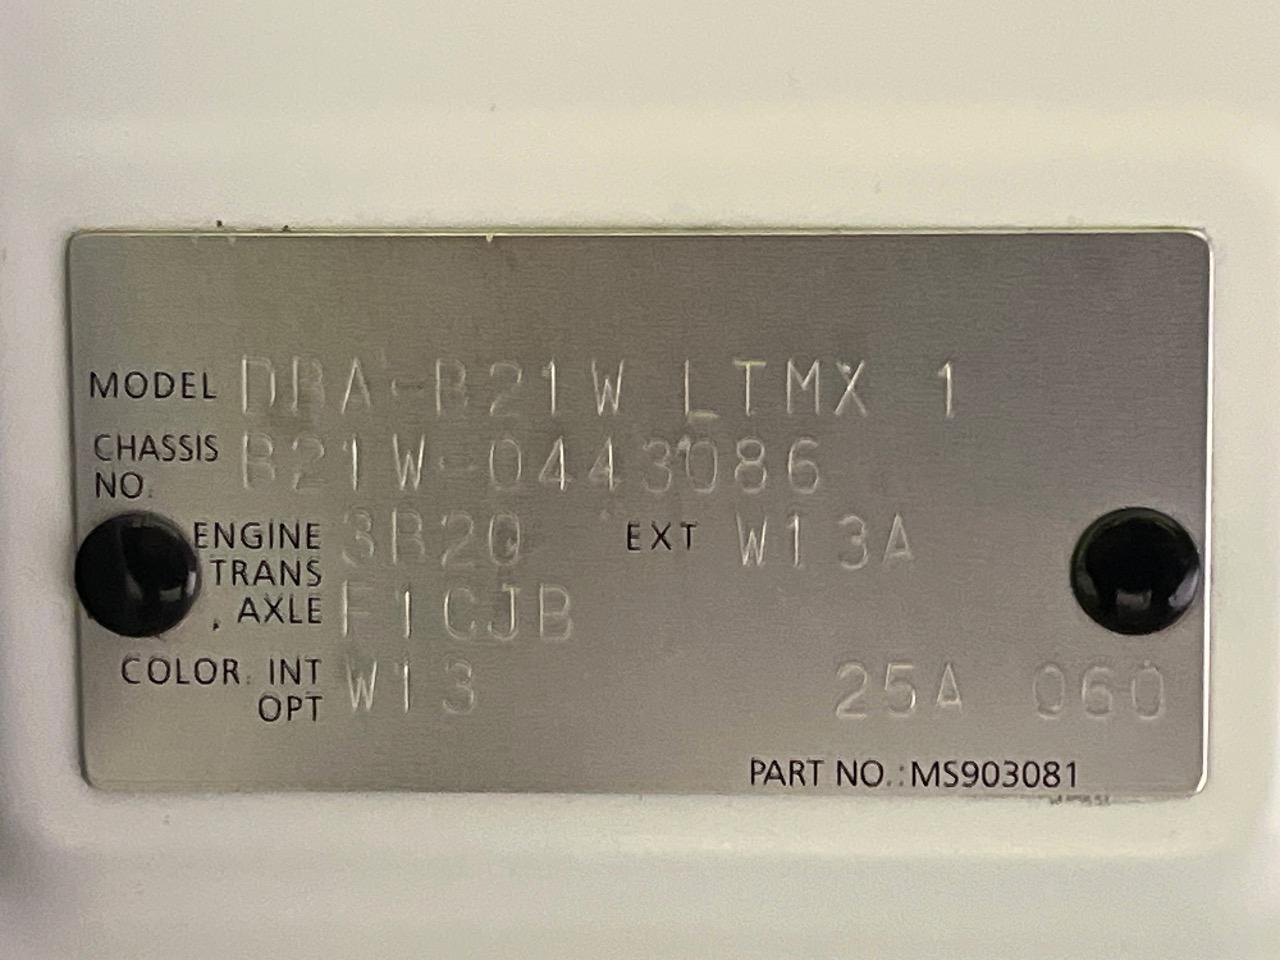 MODEL DBA-B21W LTMX 1
CHASSIS NO. B21W-0443086
ENGINE 3B20 EXT W13A
TRANS
, AXLE F1CJB
COLOR. INT W13 25A 060
OPT
PART NO.:MS903081